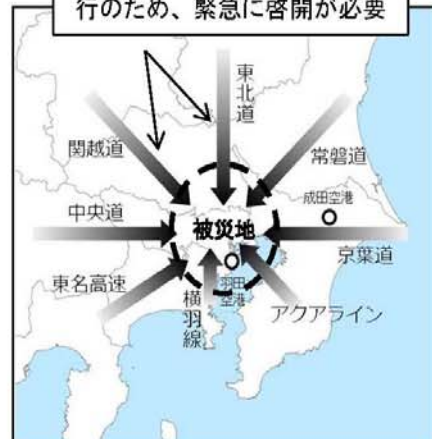 行のため、緊急に啓開が必要
東北道
関越道
常磐道
成田空港
中央道
被災地
京葉道
羽田
空港
東名高速
横羽線
アクアライン